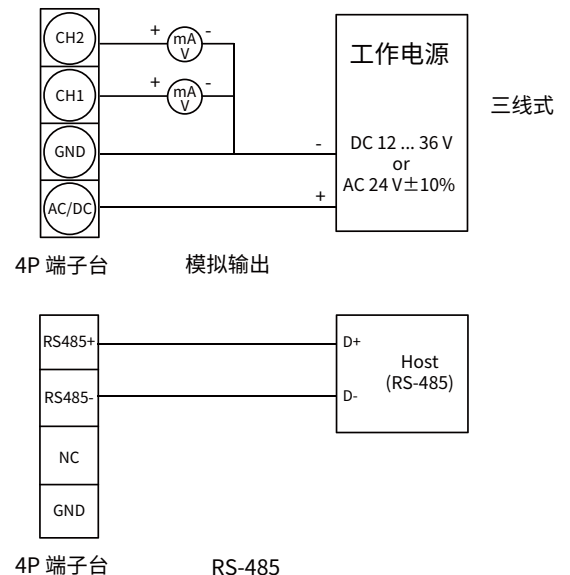 CH2
+
mA
V
-
CH1
+
mA
V
-
GND
-
AC/DC
+
工作电源
DC 12 ... 36 V
or
AC 24 V±10%
三线式
4P 端子台
模拟输出
RS485+
D+
RS485-
D-
Host
(RS-485)
NC
GND
4P 端子台
RS-485